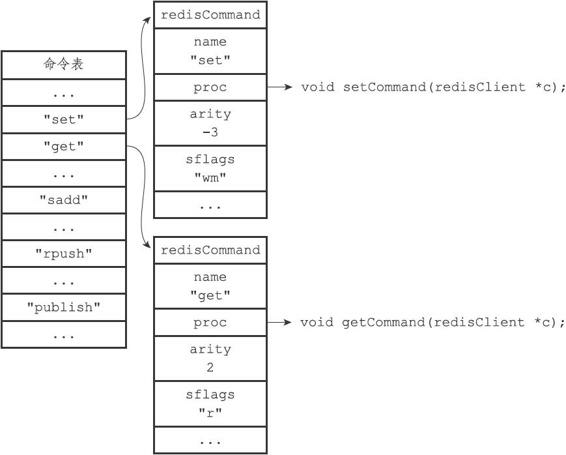 命令表
...
"set"
"get"
...
"sadd"
...
"rpush"
...
"publish"
...
redisCommand
name
"set"
proc
arity
-3
sflags
"wm"
...
void setCommand(redisClient *c);
redisCommand
name
"get"
proc
arity
2
sflags
"r"
...
void getCommand(redisClient *c);